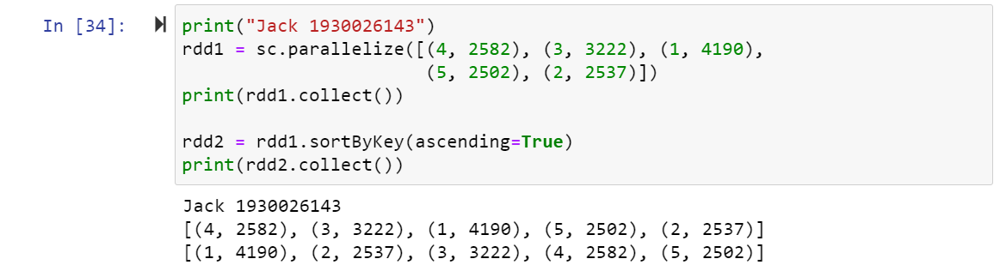 In [34]:
print("Jack 1930026143")
rdd1 = sc.parallelize([(4, 2582), (3, 3222), (1, 4190),
                       (5, 2502), (2, 2537)])
print(rdd1.collect())

rdd2 = rdd1.sortByKey(ascending=True)
print(rdd2.collect())

Jack 1930026143
[(4, 2582), (3, 3222), (1, 4190), (5, 2502), (2, 2537)]
[(1, 4190), (2, 2537), (3, 3222), (4, 2582), (5, 2502)]